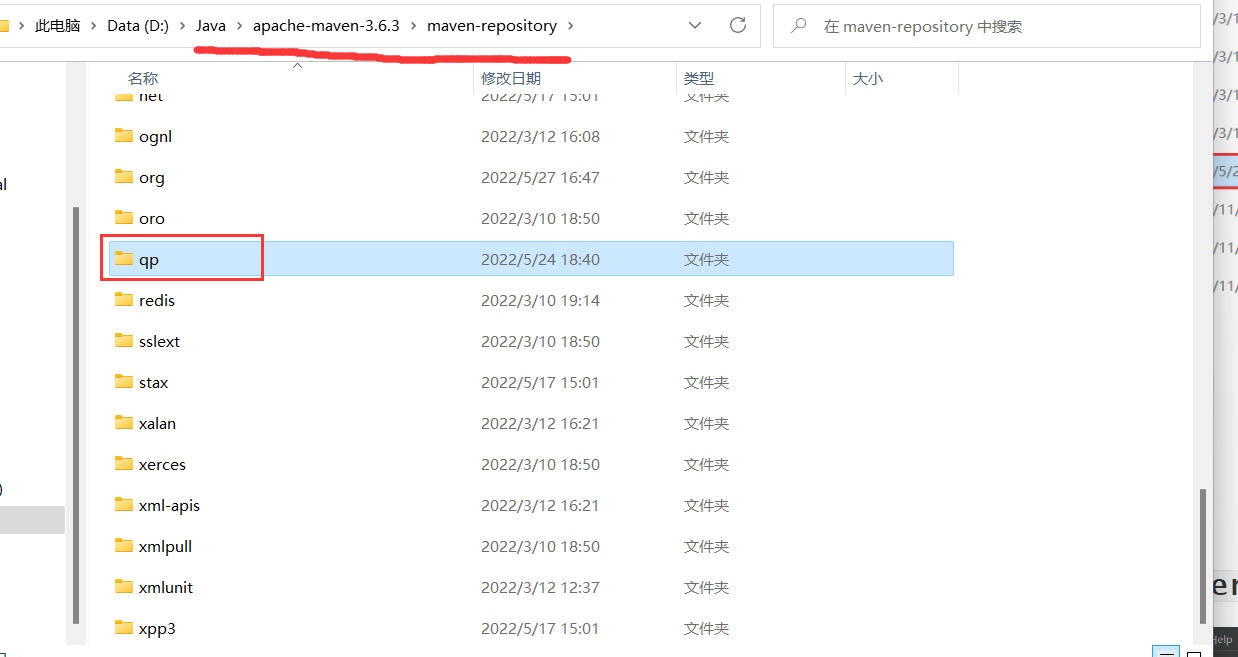 此电脑 › Data (D:) › Java › apache-maven-3.6.3 › maven-repository ›
在 maven-repository 中搜索
名称 修改日期 类型 大小
net 2022/5/17 15:01 文件夹
ognl 2022/3/12 16:08 文件夹
org 2022/5/27 16:47 文件夹
oro 2022/3/10 18:50 文件夹
qp 2022/5/24 18:40 文件夹
redis 2022/3/10 19:14 文件夹
sslext 2022/3/10 18:50 文件夹
stax 2022/5/17 15:01 文件夹
xalan 2022/3/12 16:21 文件夹
xerces 2022/3/10 18:50 文件夹
xml-apis 2022/3/12 16:21 文件夹
xmlpull 2022/3/10 18:50 文件夹
xmlunit 2022/3/12 12:37 文件夹
xpp3 2022/5/17 15:01 文件夹
/3/1
/3/1
/3/1
/3/1
/5/2
/11/
/11/
/11/
er
Help